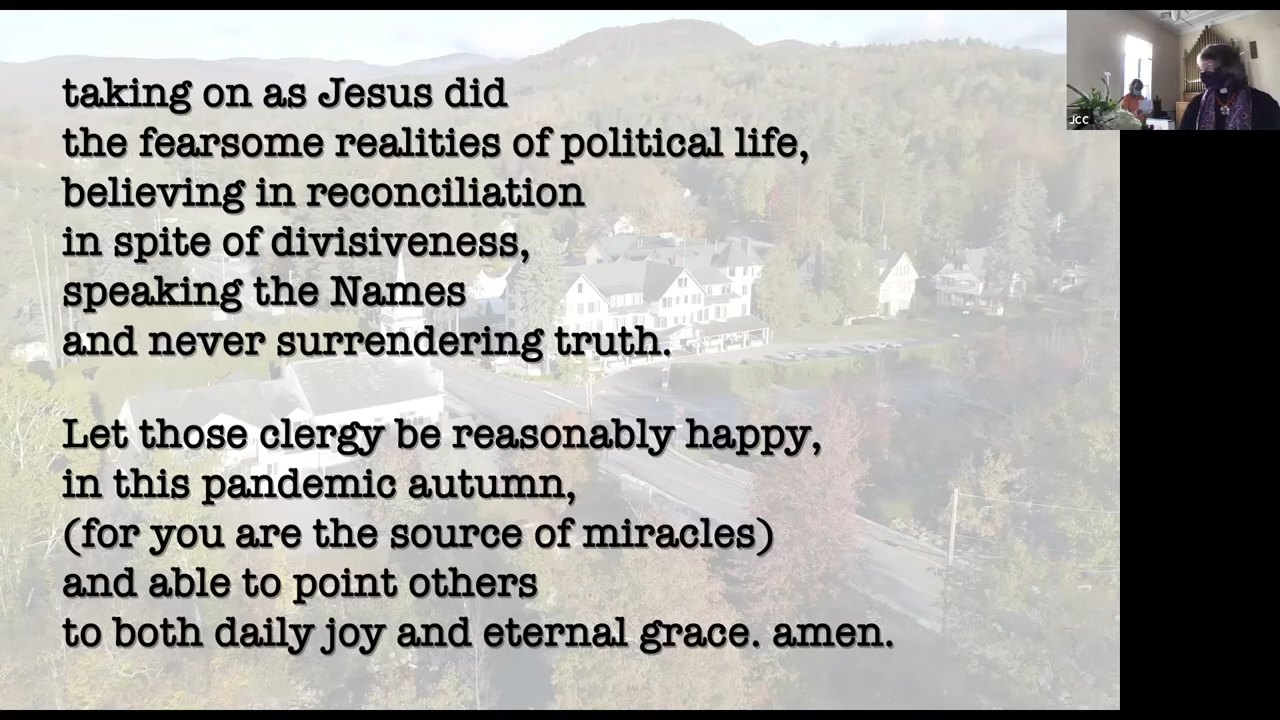 taking on as Jesus did
the fearsome realities of political life,
believing in reconciliation
in spite of divisiveness,
speaking the Names
and never surrendering truth.
Let those clergy be reasonably happy,
in this pandemic autumn,
(for you are the source of miracles)
and able to point others
to both daily joy and eternal grace. amen.
JCC